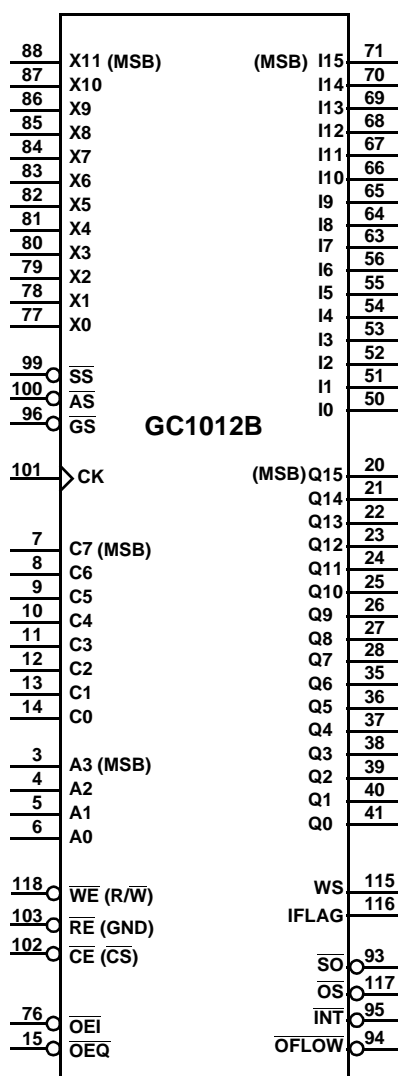 88 X11 (MSB) (MSB) I15 71
87 X10 I14 70
86 X9 I13 69
85 X8 I12 68
84 X7 I11 67
83 X6 I10 66
82 X5 I9 65
81 X4 I8 64
80 X3 I7 63
79 X2 I6 56
78 X1 I5 55
77 X0 I4 54
I3 53
99 SS I2 52
100 AS I1 51
96 GS I0 50
GC1012B
101 CK (MSB) Q15 20
Q14 21
Q13 22
7 C7 (MSB) Q12 23
8 C6 Q11 24
9 C5 Q10 25
10 C4 Q9 26
11 C3 Q8 27
12 C2 Q7 28
13 C1 Q6 35
14 C0 Q5 36
Q4 37
3 A3 (MSB) Q3 38
4 A2 Q2 39
5 A1 Q1 40
6 A0 Q0 41
118 WE (R/W) WS 115
103 RE (GND) IFLAG 116
102 CE (CS) SO 93
OS 117
76 OEI INT 95
15 OEQ OFLOW 94